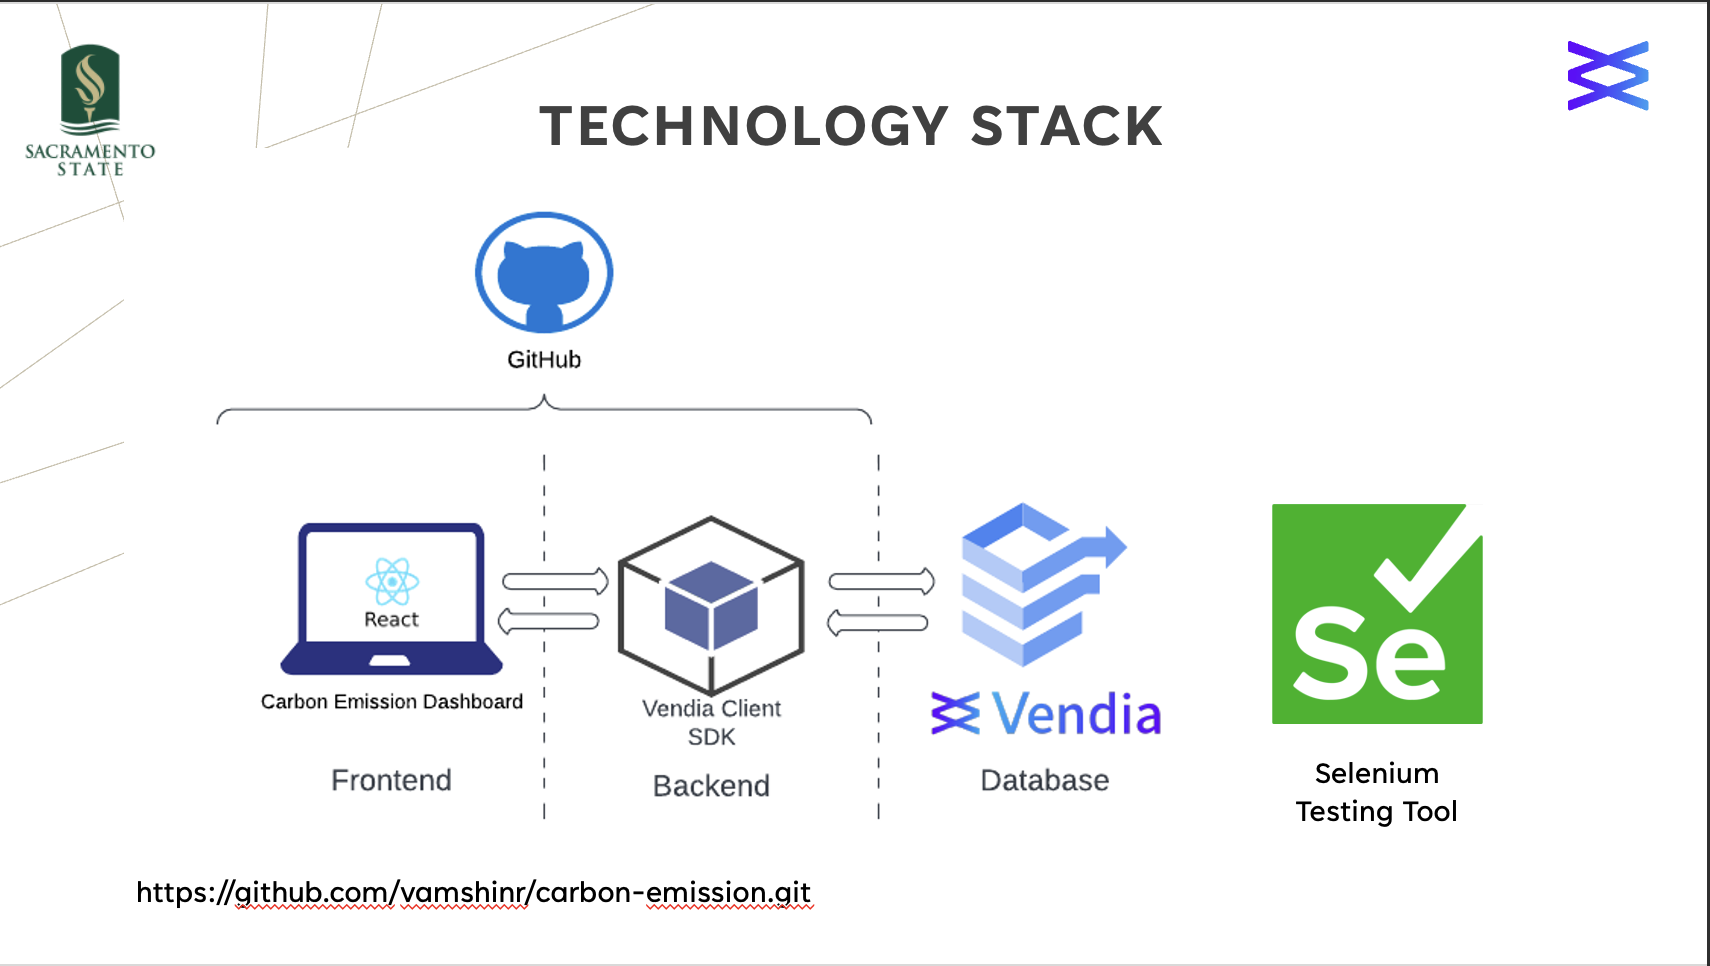 SACRAMENTO
STATE
TECHNOLOGY STACK
GitHub
React
Carbon Emission Dashboard
Frontend
Vendia Client
SDK
Backend
Vendia
Database
Se
Selenium
Testing Tool
https://github.com/vamshinr/carbon-emission.git